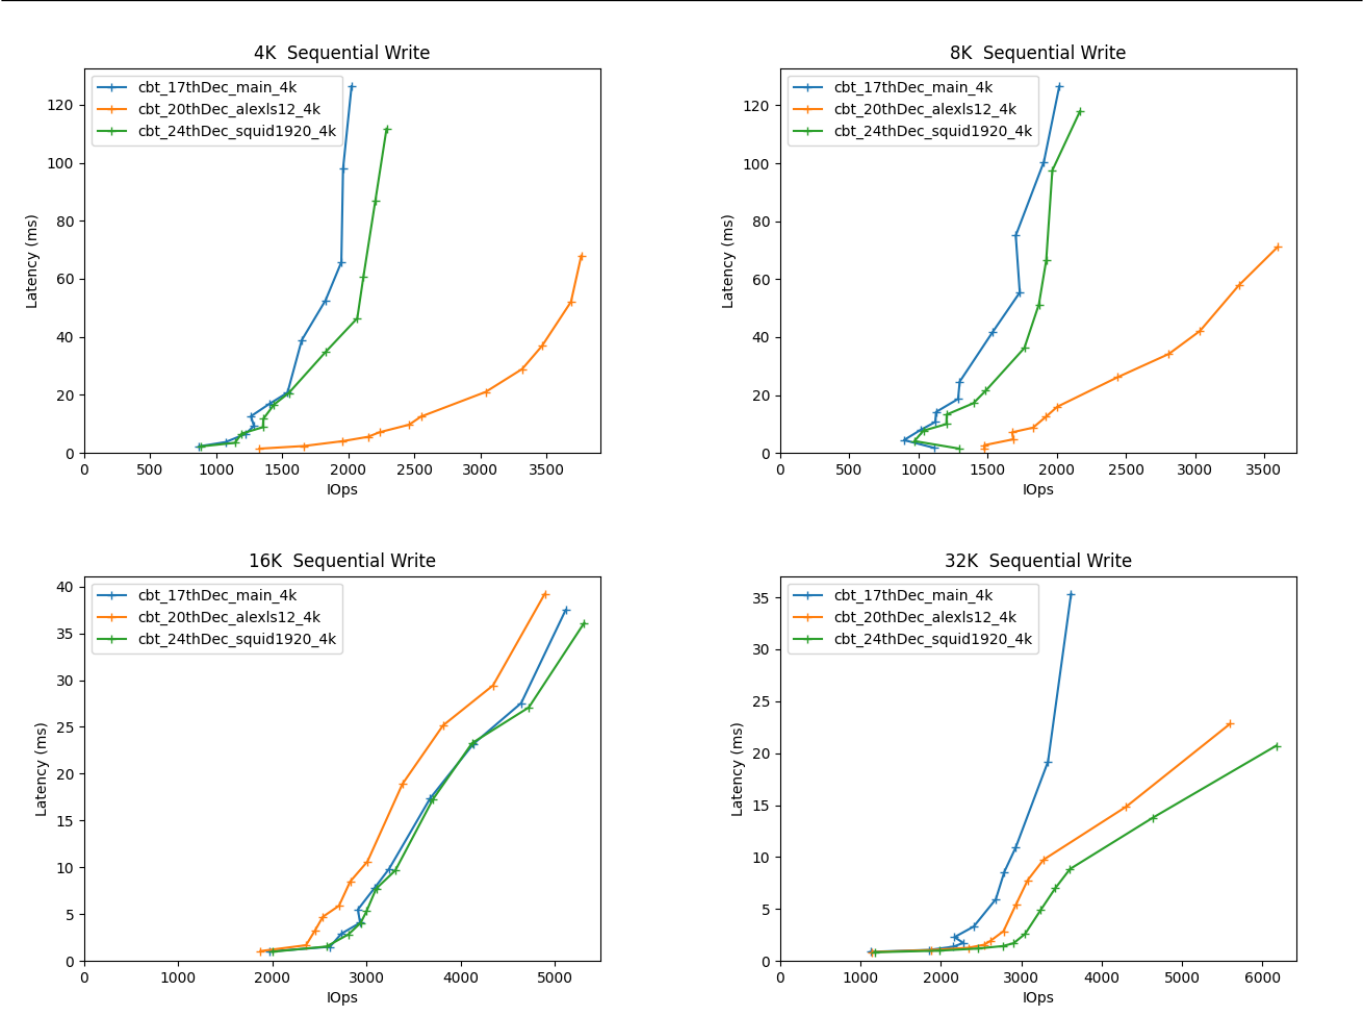 4K  Sequential Write
cbt_17thDec_main_4k
cbt_20thDec_alexls12_4k
cbt_24thDec_squid1920_4k
Latency (ms)
120
100
80
60
40
20
0
0 500 1000 1500 2000 2500 3000 3500
IOps
8K  Sequential Write
cbt_17thDec_main_4k
cbt_20thDec_alexls12_4k
cbt_24thDec_squid1920_4k
Latency (ms)
120
100
80
60
40
20
0
0 500 1000 1500 2000 2500 3000 3500
IOps
16K  Sequential Write
cbt_17thDec_main_4k
cbt_20thDec_alexls12_4k
cbt_24thDec_squid1920_4k
Latency (ms)
40
35
30
25
20
15
10
5
0
0 1000 2000 3000 4000 5000
IOps
32K  Sequential Write
cbt_17thDec_main_4k
cbt_20thDec_alexls12_4k
cbt_24thDec_squid1920_4k
Latency (ms)
35
30
25
20
15
10
5
0
0 1000 2000 3000 4000 5000 6000
IOps